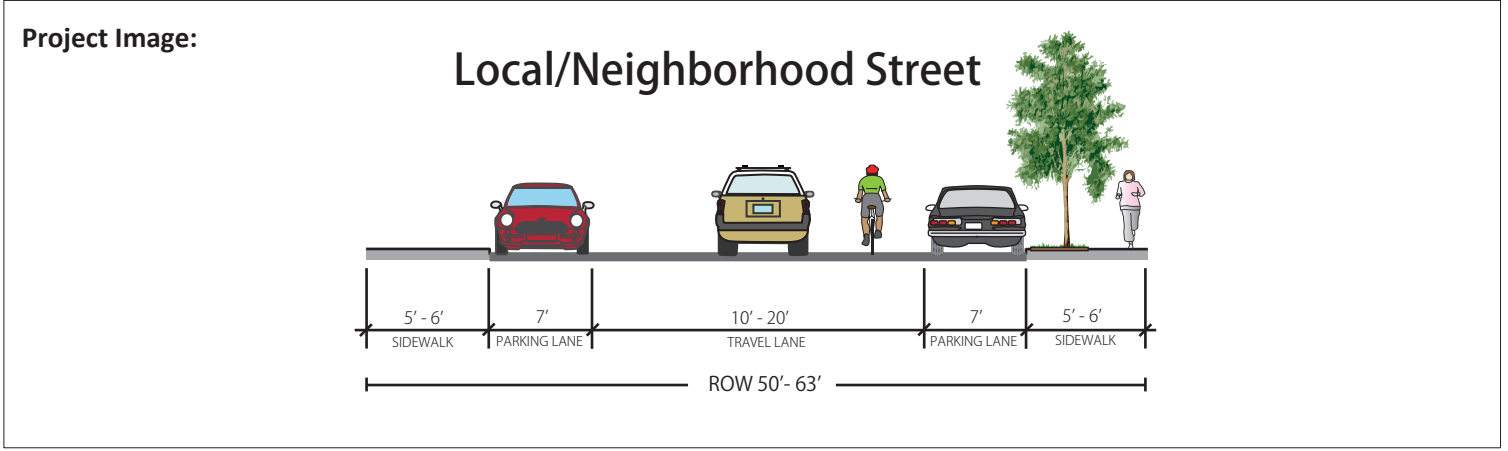 Project Image:
Local/Neighborhood Street
5' - 6' 7' 10' - 20' 7' 5' - 6'
SIDEWALK PARKING LANE TRAVEL LANE PARKING LANE SIDEWALK
ROW 50'- 63'